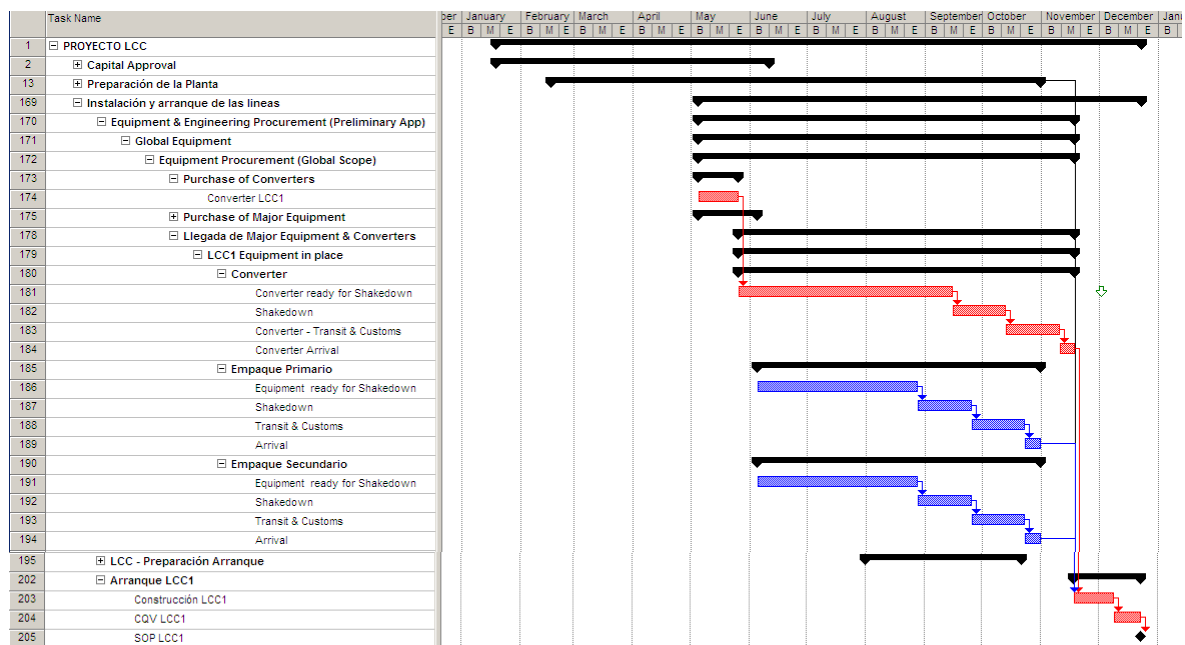 Task Name
ber January February March April May June July August September October November December Janu
E B M E B M E B M E B M E B M E B M E B M E B M E B M E B M E B M E B M E B
1 PROYECTO LCC
2 Capital Approval
13 Preparación de la Planta
169 Instalación y arranque de las lineas
170 Equipment & Engineering Procurement (Preliminary App)
171 Global Equipment
172 Equipment Procurement (Global Scope)
173 Purchase of Converters
174 Converter LCC1
175 Purchase of Major Equipment
178 Llegada de Major Equipment & Converters
179 LCC1 Equipment in place
180 Converter
181 Converter ready for Shakedown
182 Shakedown
183 Converter - Transit & Customs
184 Converter Arrival
185 Empaque Primario
186 Equipment ready for Shakedown
187 Shakedown
188 Transit & Customs
189 Arrival
190 Empaque Secundario
191 Equipment ready for Shakedown
192 Shakedown
193 Transit & Customs
194 Arrival
195 LCC - Preparación Arranque
202 Arranque LCC1
203 Construcción LCC1
204 CQV LCC1
205 SOP LCC1